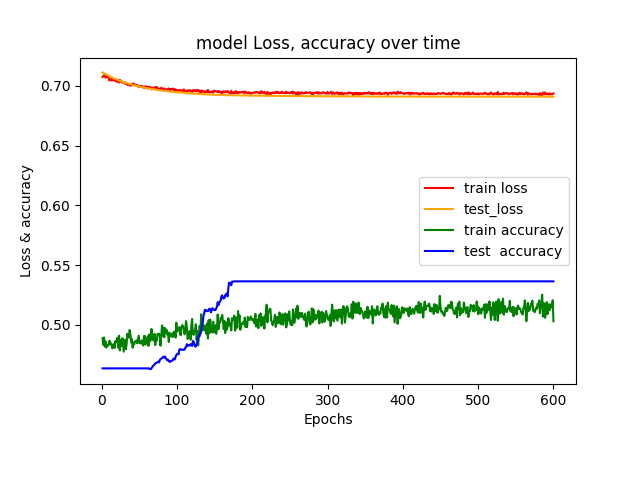 model Loss, accuracy over time
0.70
0.65
0.60
0.55
0.50
Loss & accuracy
train loss
test_loss
train accuracy
test  accuracy
0 100 200 300 400 500 600
Epochs